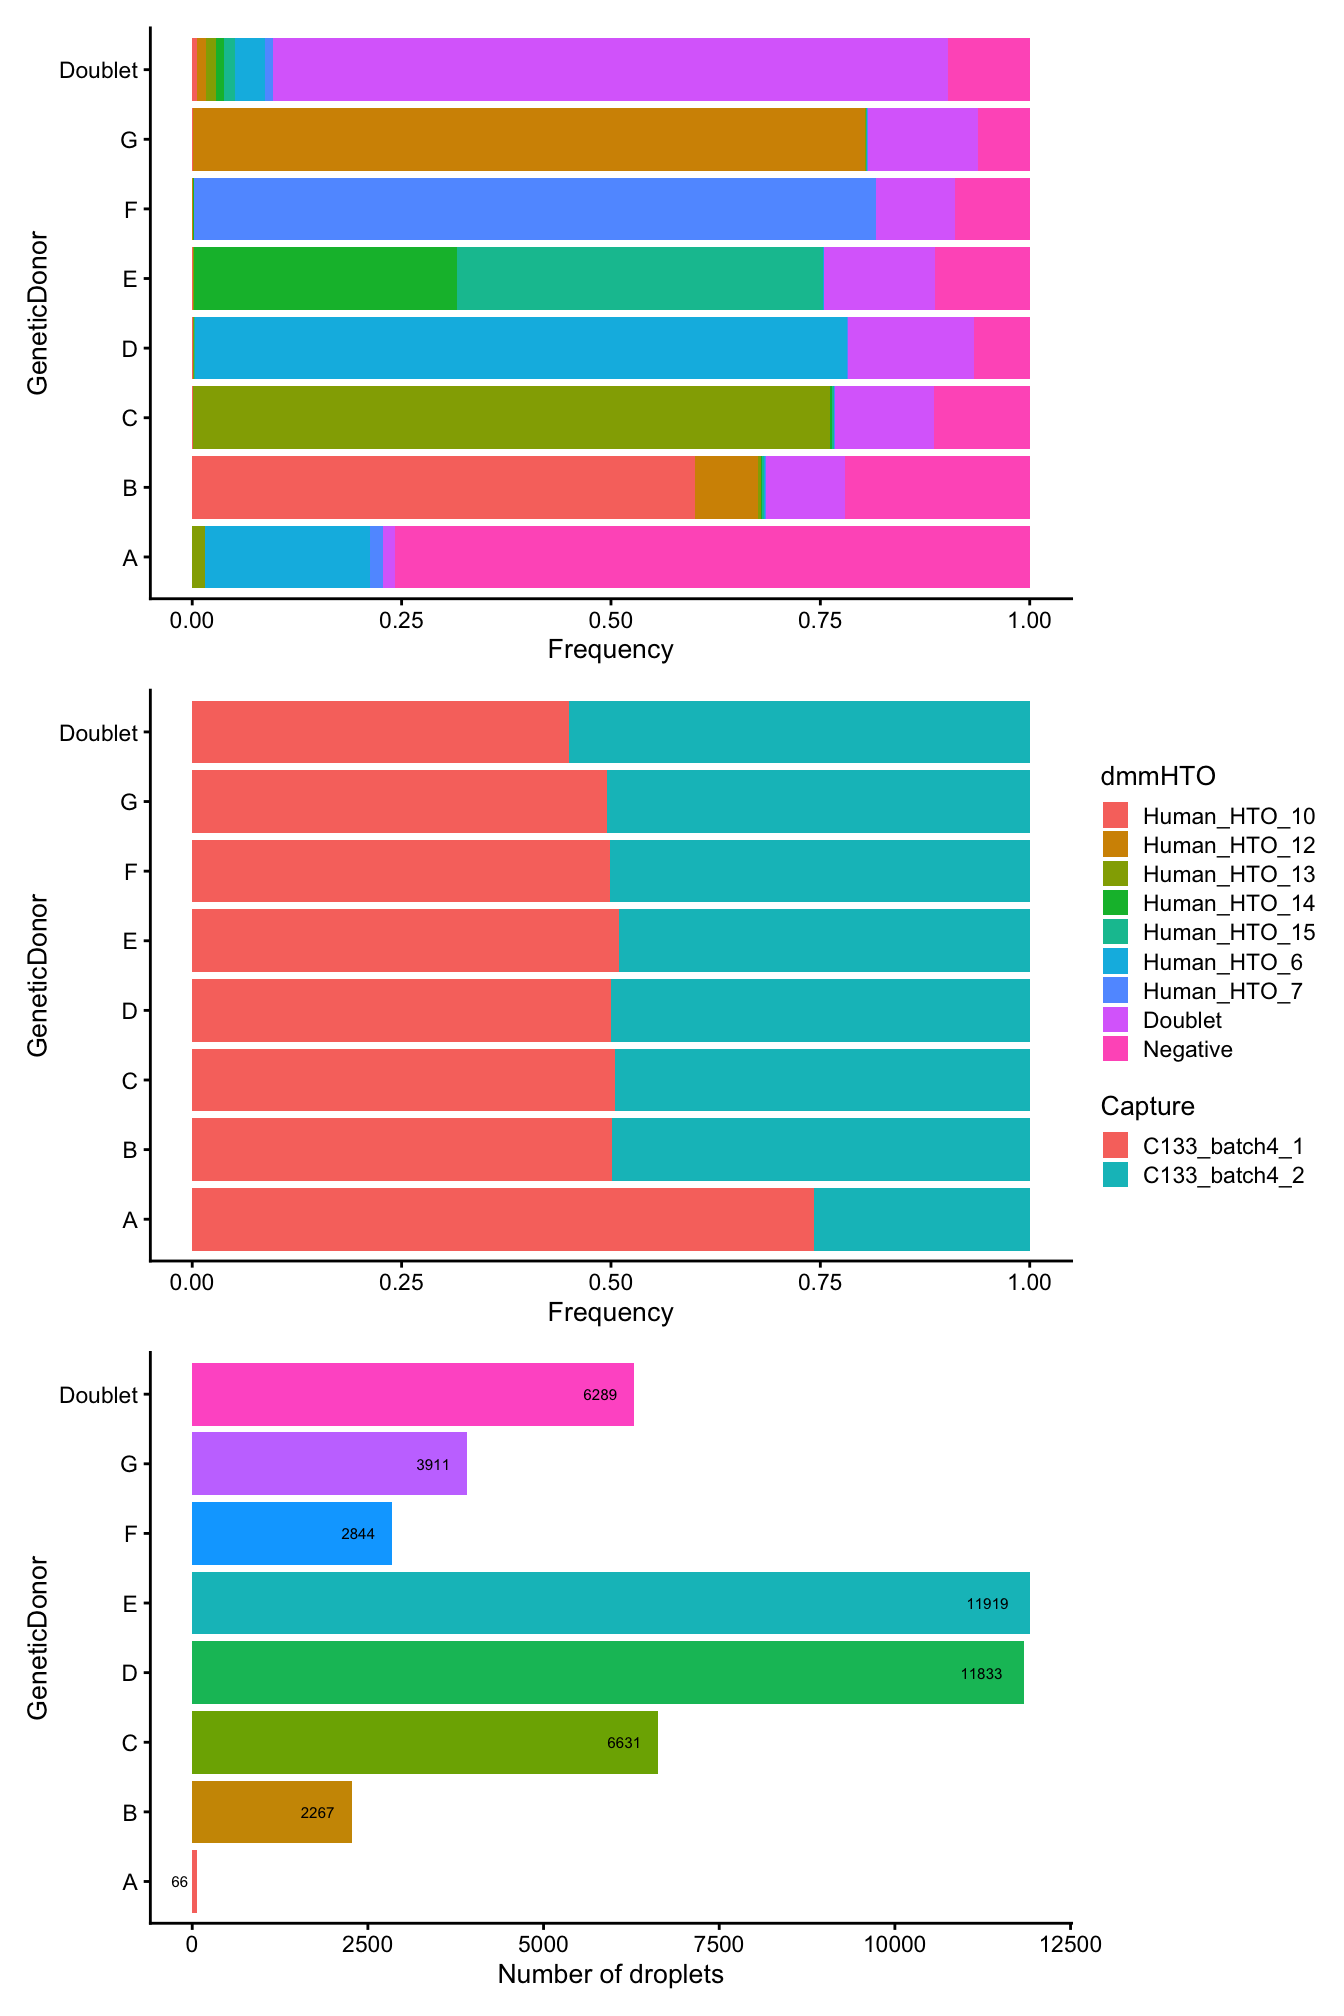 GeneticDonor
Doublet
G
F
E
D
C
B
A
0.00 0.25 0.50 0.75 1.00
Frequency
GeneticDonor
Doublet
G
F
E
D
C
B
A
0.00 0.25 0.50 0.75 1.00
Frequency
dmmHTO
Human_HTO_10
Human_HTO_12
Human_HTO_13
Human_HTO_14
Human_HTO_15
Human_HTO_6
Human_HTO_7
Doublet
Negative
Capture
C133_batch4_1
C133_batch4_2
GeneticDonor
Doublet 6289
G 3911
F 2844
E 11919
D 11833
C 6631
B 2267
A 66
0 2500 5000 7500 10000 12500
Number of droplets